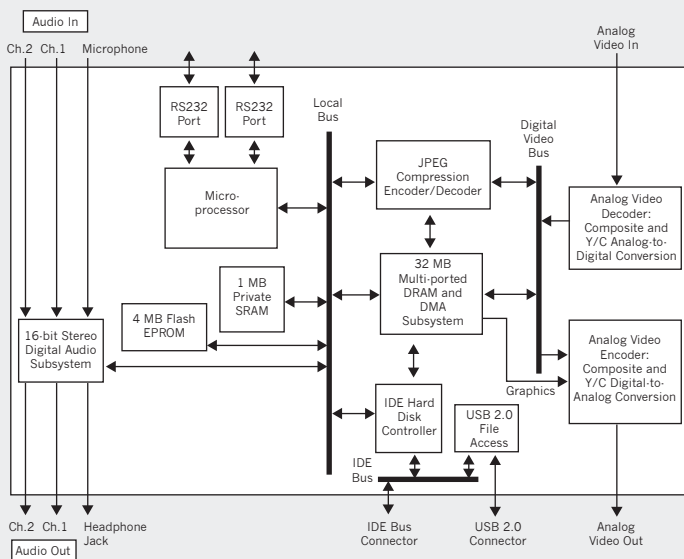 Audio In
Ch.2 Ch.1 Microphone
Analog
Video In
RS232
Port
RS232
Port
Local
Bus
Digital
Video
Bus
JPEG
Compression
Encoder/Decoder
Micro-
processor
Analog Video
Decoder:
Composite and
Y/C Analog-to-
Digital Conversion
1 MB
Private
SRAM
32 MB
Multi-ported
DRAM and
DMA
Subsystem
4 MB Flash
EPROM
16-bit Stereo
Digital Audio
Subsystem
Analog Video
Encoder:
Composite and
Y/C Digital-to-
Analog Conversion
Graphics
IDE Hard
Disk
Controller
USB 2.0
File
Access
IDE
Bus
Ch.2 Ch.1 Headphone
Jack
Audio Out
IDE Bus
Connector
USB 2.0
Connector
Analog
Video Out